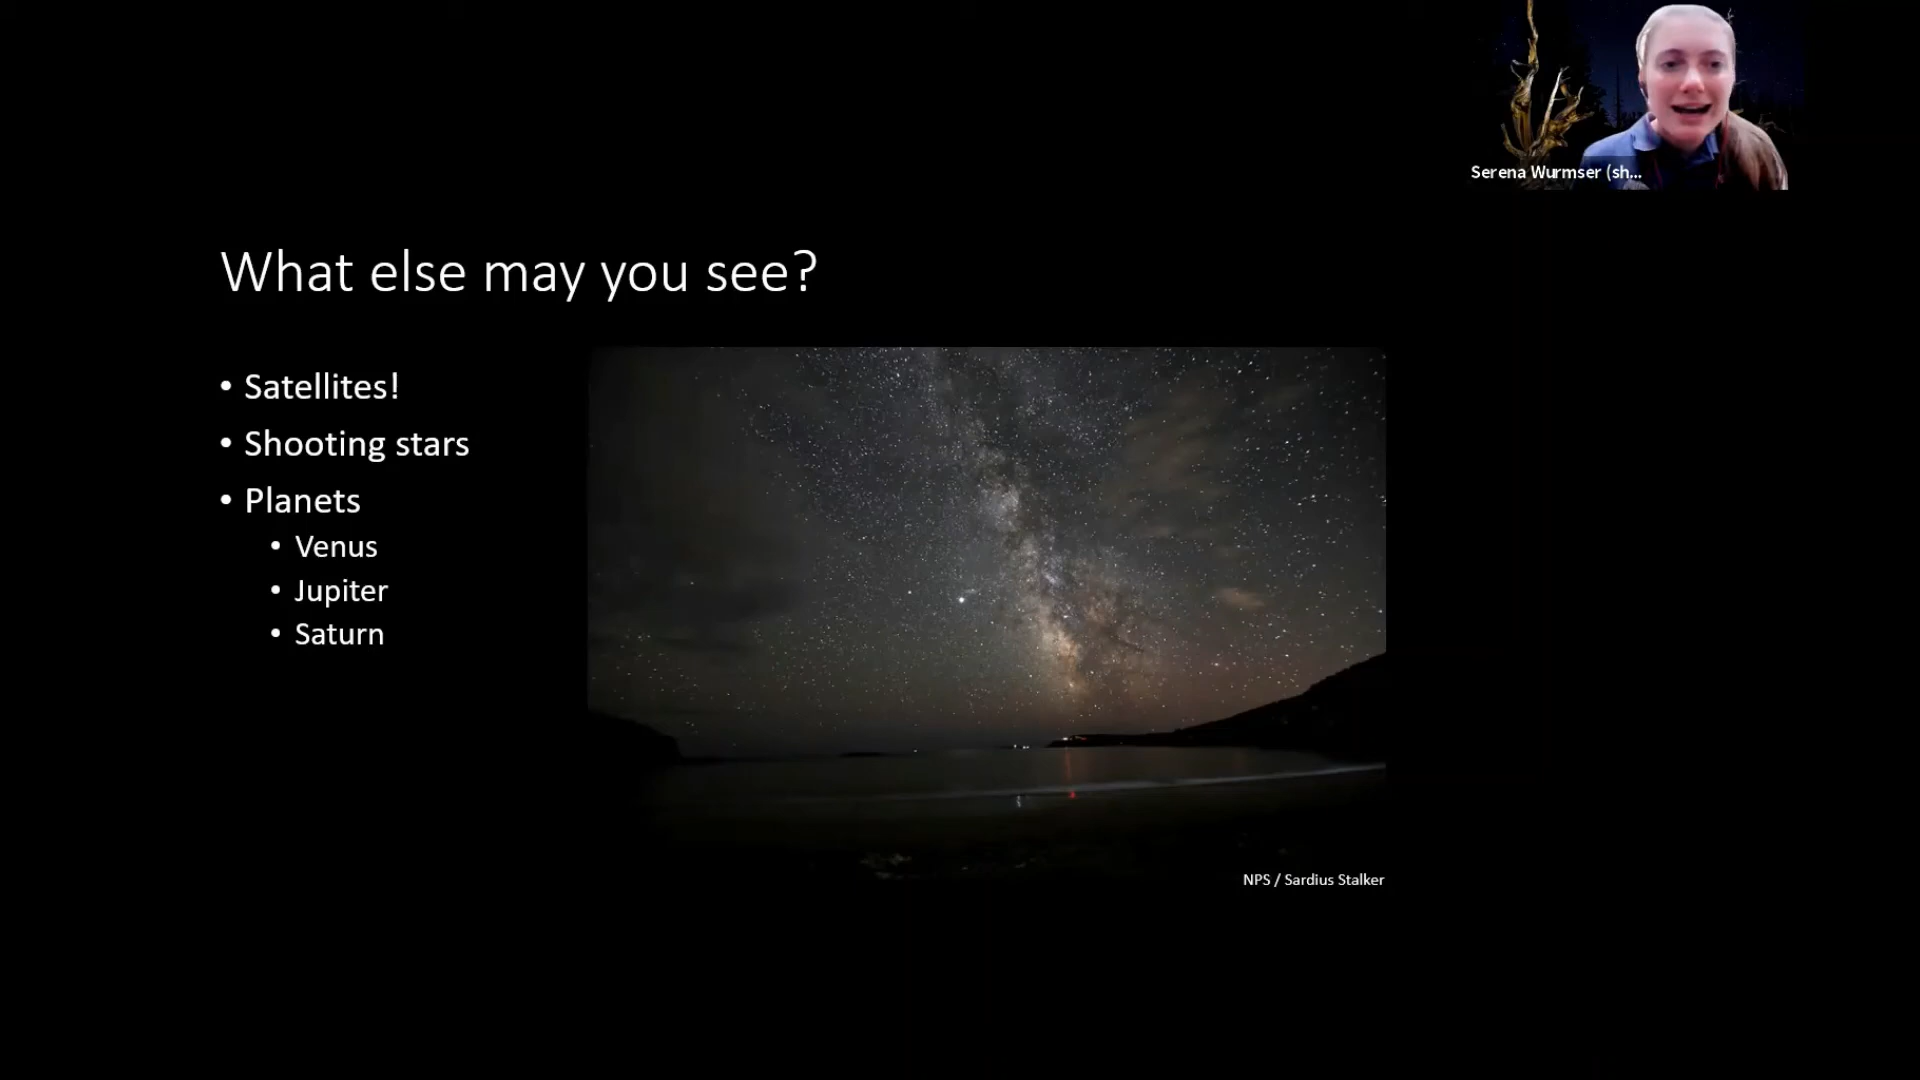 Serena Wurmser (sh...
What else may you see?
• Satellites!
• Shooting stars
• Planets
• Venus
• Jupiter
• Saturn
NPS / Sardius Stalker